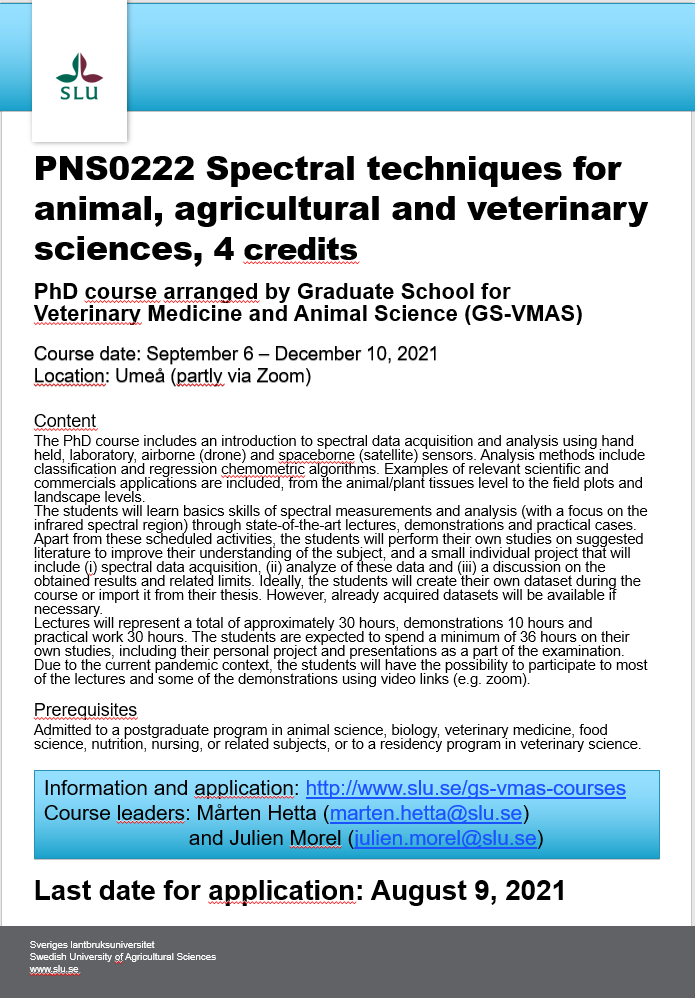 SLU
PNS0222 Spectral techniques for
animal, agricultural and veterinary
sciences, 4 credits
PhD course arranged by Graduate School for
Veterinary Medicine and Animal Science (GS-VMAS)
Course date: September 6 – December 10, 2021
Location: Umeå (partly via Zoom)
Content
The PhD course includes an introduction to spectral data acquisition and analysis using hand
held, laboratory, airborne (drone) and spaceborne (satellite) sensors. Analysis methods include
classification and regression chemometric algorithms. Examples of relevant scientific and
commercials applications are included, from the animal/plant tissues level to the field plots and
landscape levels.
The students will learn basics skills of spectral measurements and analysis (with a focus on the
infrared spectral region) through state-of-the-art lectures, demonstrations and practical cases.
Apart from these scheduled activities, the students will perform their own studies on suggested
literature to improve their understanding of the subject, and a small individual project that will
include (i) spectral data acquisition, (ii) analyze of these data and (iii) a discussion on the
obtained results and related limits. Ideally, the students will create their own dataset during the
course or import it from their thesis. However, already acquired datasets will be available if
necessary.
Lectures will represent a total of approximately 30 hours, demonstrations 10 hours and
practical work 30 hours. The students are expected to spend a minimum of 36 hours on their
own studies, including their personal project and presentations as a part of the examination.
Due to the current pandemic context, the students will have the possibility to participate to most
of the lectures and some of the demonstrations using video links (e.g. zoom).
Prerequisites
Admitted to a postgraduate program in animal science, biology, veterinary medicine, food
science, nutrition, nursing, or related subjects, or to a residency program in veterinary science.
Information and application: http://www.slu.se/gs-vmas-courses
Course leaders: Mårten Hetta (marten.hetta@slu.se)
and Julien Morel (julien.morel@slu.se)
Last date for application: August 9, 2021
Sveriges lantbruksuniversitet
Swedish University of Agricultural Sciences
www.slu.se